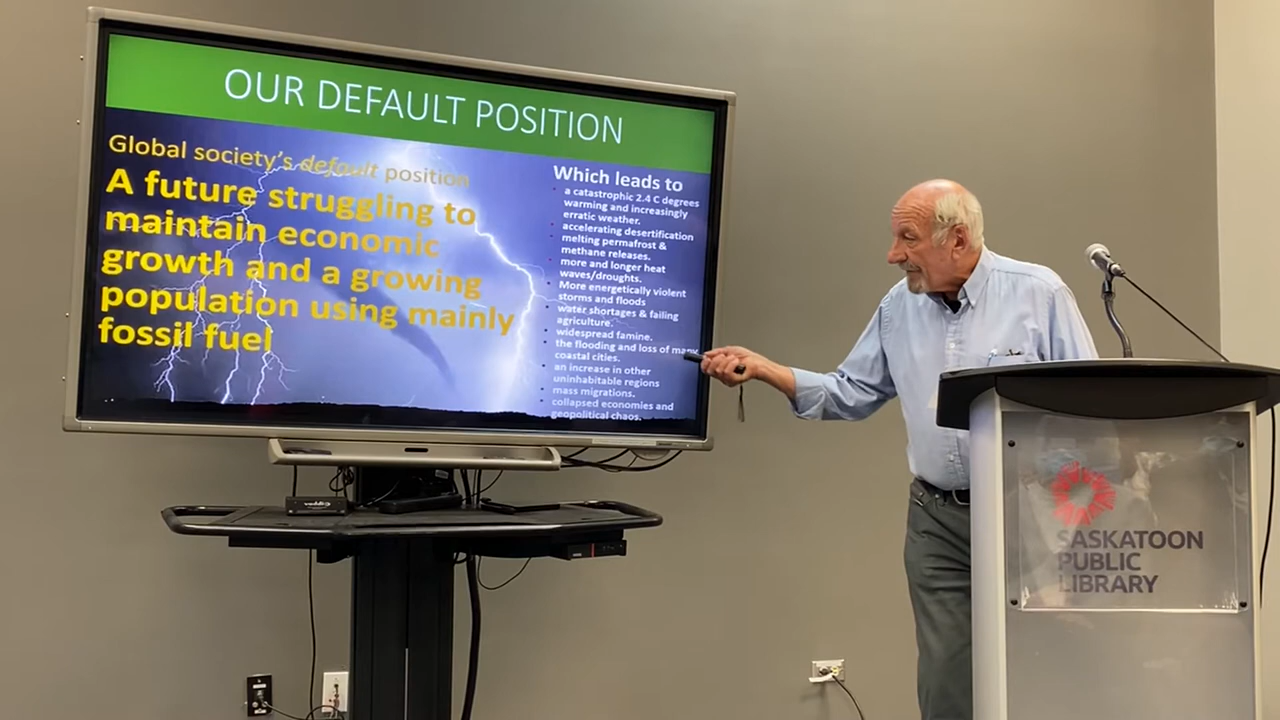 OUR DEFAULT POSITION
Global society's default position
A future struggling to
maintain economic
growth and a growing
population using mainly
fossil fuel
Which leads to
a catastrophic 2.4 C degrees
warming and increasingly
erratic weather.
accelerating desertification
melting permafrost &
methane releases.
more and longer heat
waves/droughts.
More energetically violent
storms and floods
water shortages & failing
agriculture.
widespread famine.
the flooding and loss of many
coastal cities.
an increase in other
uninhabitable regions
mass migrations.
collapsed economies and
geopolitical chaos.
SASKATOON
PUBLIC
LIBRARY